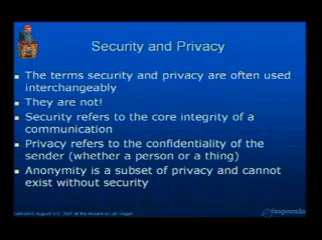 Security and Privacy
The terms security and privacy are often used
interchangeably
They are not!
Security refers to the core integrity of a
communication
Privacy refers to the confidentiality of the
sender (whether a person or a thing)
Anonymity is a subset of privacy and cannot
exist without security